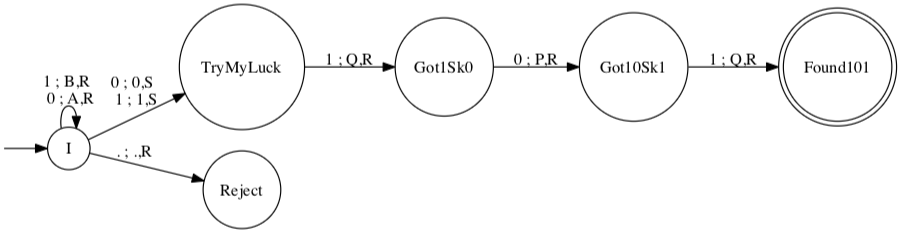 1 ; B,R
0 ; A,R
0 ; 0,S
1 ; 1,S
I
. ; .,R
TryMyLuck
Reject
1 ; Q,R
Got1Sk0
0 ; P,R
Got10Sk1
1 ; Q,R
Found101